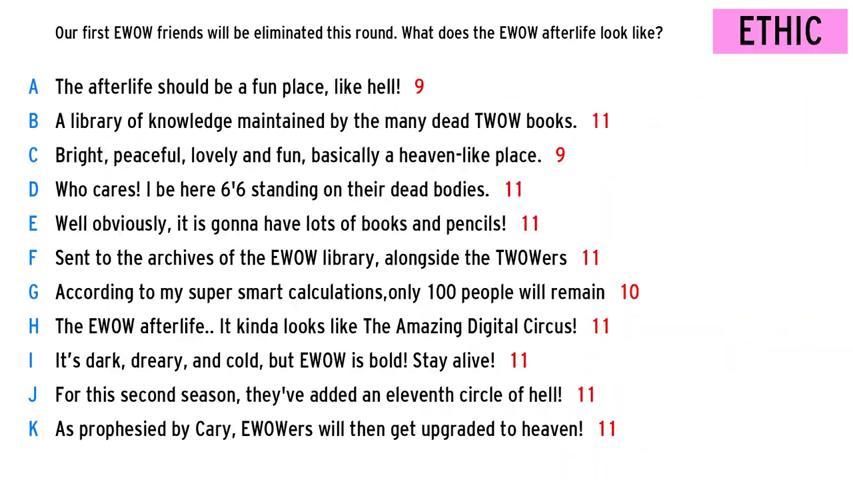 Our first EWOW friends will be eliminated this round. What does the EWOW afterlife look like?
ETHIC
A The afterlife should be a fun place, like hell! 9
B A library of knowledge maintained by the many dead TWOW books. 11
C Bright, peaceful, lovely and fun, basically a heaven-like place. 9
D Who cares! I be here 6'6 standing on their dead bodies. 11
E Well obviously, it is gonna have lots of books and pencils! 11
F Sent to the archives of the EWOW library, alongside the TWOWers 11
G According to my super smart calculations,only 100 people will remain 10
H The EWOW afterlife.. It kinda looks like The Amazing Digital Circus! 11
I It's dark, dreary, and cold, but EWOW is bold! Stay alive! 11
J For this second season, they've added an eleventh circle of hell! 11
K As prophesied by Cary, EWOWers will then get upgraded to heaven! 11